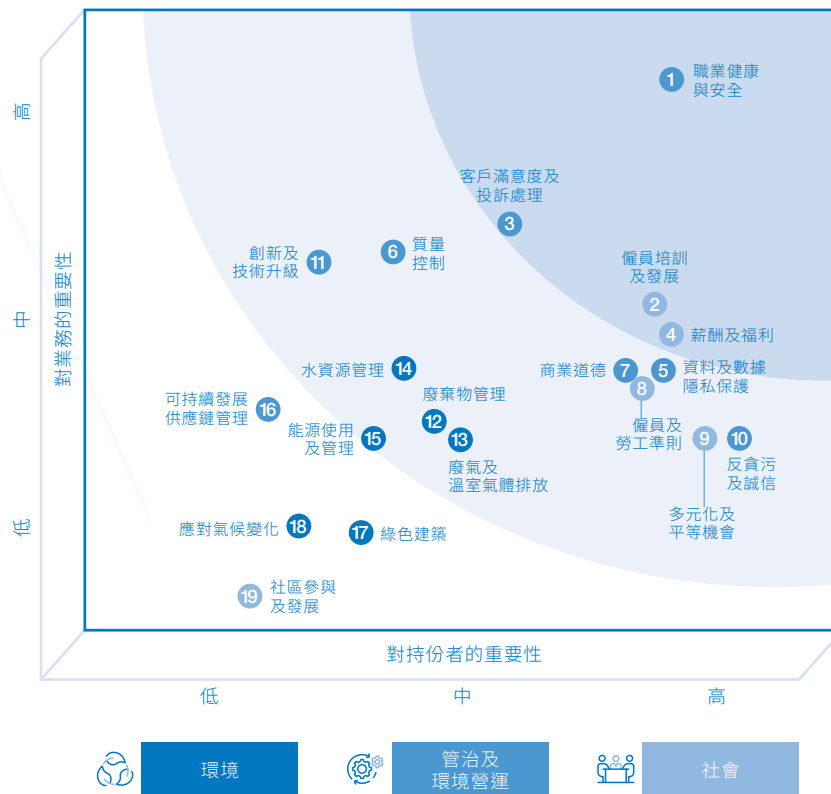 高
中
低
對業務的重要性
1
職業健康
與安全
客戶滿意度及
投訴處理
3
6
質量
控制
創新及
技術升級
11
僱員培訓
及發展
2
4
薪酬及福利
水資源管理
14
商業道德
7
5
資料及數據
隱私保護
8
僱員及
勞工準則
可持續發展
供應鏈管理
16
廢棄物管理
12
能源使用
及管理
15
13
廢氣及
溫室氣體排放
9
多元化及
平等機會
10
反貪污
及誠信
應對氣候變化
18
17
綠色建築
19
社區參與
及發展
對持份者的重要性
低
中
高
環境
管治及
環境營運
社會